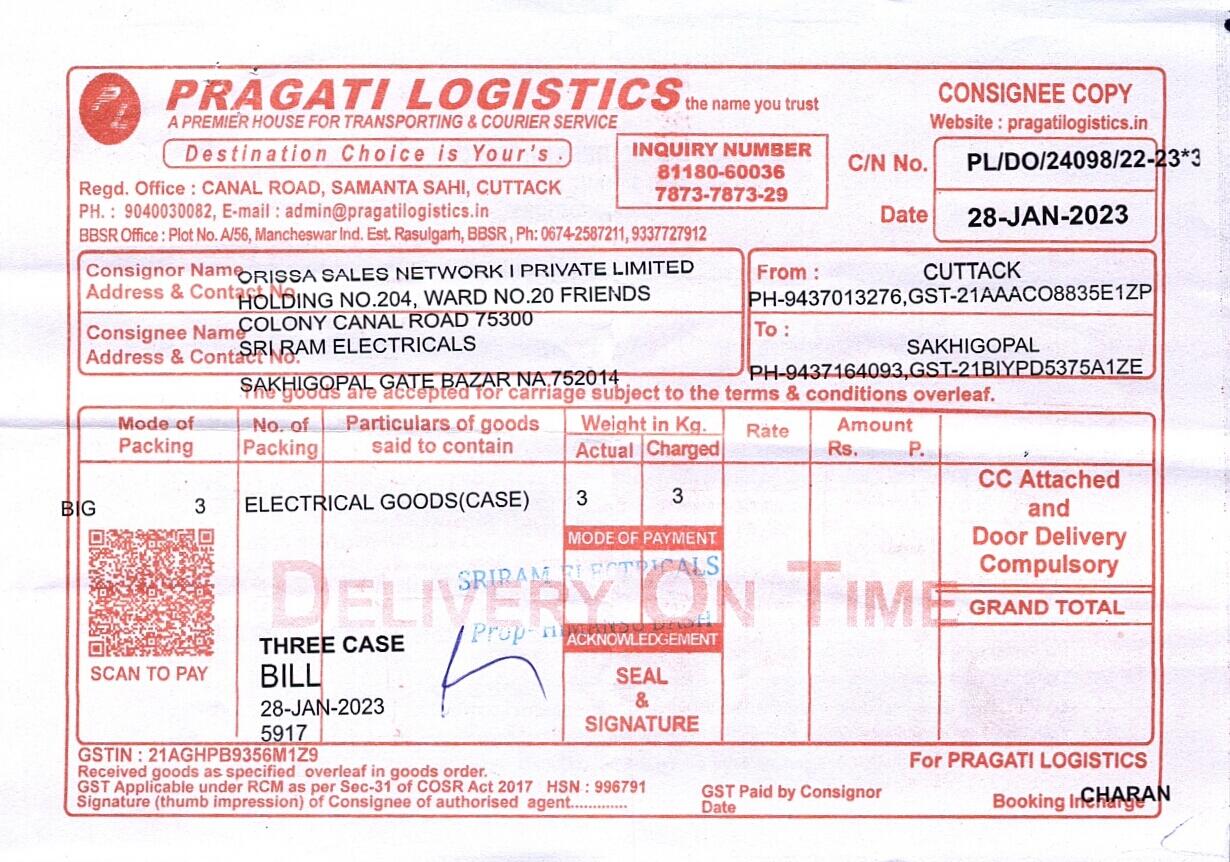 PRAGATI LOGISTICS the name you trust
A PREMIER HOUSE FOR TRANSPORTING & COURIER SERVICE
Destination Choice is Your's .
Regd. Office : CANAL ROAD, SAMANTA SAHI, CUTTACK
PH. : 9040030082, E-mail : admin@pragatilogistics.in
BBSR Office : Plot No. A/56, Mancheswar Ind. Est. Rasulgarh, BBSR , Ph: 0674-2587211, 9337727912
INQUIRY NUMBER
81180-60036
7873-7873-29
CONSIGNEE COPY
Website : pragatilogistics.in
C/N No. PL/DO/24098/22-23*3
Date 28-JAN-2023
Consignor Name ORISSA SALES NETWORK I PRIVATE LIMITED
Address & Contact No. HOLDING NO.204, WARD NO.20 FRIENDS
COLONY CANAL ROAD 75300
Consignee Name
Address & Contact No. SRI RAM ELECTRICALS
SAKHIGOPAL GATE BAZAR NA,752014
From : CUTTACK
PH-9437013276,GST-21AAACO8835E1ZP
To :
SAKHIGOPAL
PH-9437164093,GST-21BIYPD5375A1ZE
The goods are accepted for carriage subject to the terms & conditions overleaf.
Mode of Packing No. of Packing Particulars of goods said to contain Weight in Kg. Actual Charged Rate Amount Rs. P.
BIG 3 ELECTRICAL GOODS(CASE) 3 3
CC Attached
and
Door Delivery
Compulsory
GRAND TOTAL
MODE OF PAYMENT
DELIVERY ON TIME
SRIRAM ELECTRICALS
Prop- HIMANSU DASH
ACKNOWLEDGEMENT
SEAL
&
SIGNATURE
SCAN TO PAY
THREE CASE
BILL
28-JAN-2023
5917
GSTIN : 21AGHPB9356M1Z9
Received goods as specified overleaf in goods order.
GST Applicable under RCM as per Sec-31 of COSR Act 2017 HSN : 996791
Signature (thumb impression) of Consignee of authorised agent.............
GST Paid by Consignor
Date
For PRAGATI LOGISTICS
CHARAN
Booking Incharge